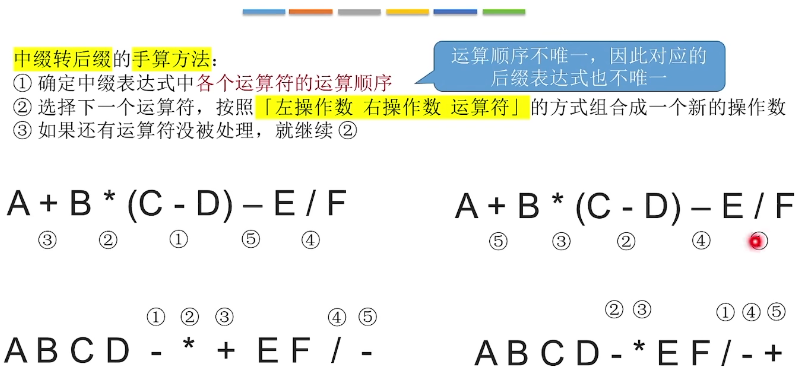 中缀转后缀的手算方法：
① 确定中缀表达式中各个运算符的运算顺序
② 选择下一个运算符，按照「左操作数 右操作数 运算符」的方式组合成一个新的操作数
③ 如果还有运算符没被处理，就继续 ②
运算顺序不唯一，因此对应的
后缀表达式也不唯一
A + B * (C - D) – E / F
③ ② ① ⑤ ④
① ② ③ ④ ⑤
A B C D - * + E F / -
A + B * (C - D) – E / F
⑤ ③ ② ④ ①
② ③ ① ④ ⑤
A B C D - * E F / - +